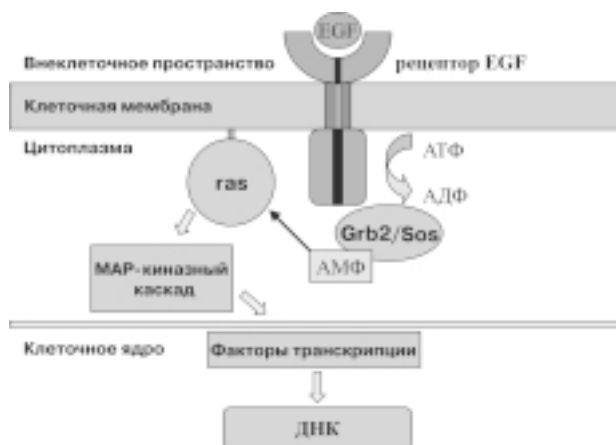 EGF
Внеклеточное пространство
рецептор EGF
Клеточная мембрана
Цитоплазма
АТФ
ras
АДФ
Grb2/Sos
АМФ
МАР-киназный
каскад
Клеточное ядро
Факторы транскрипции
ДНК